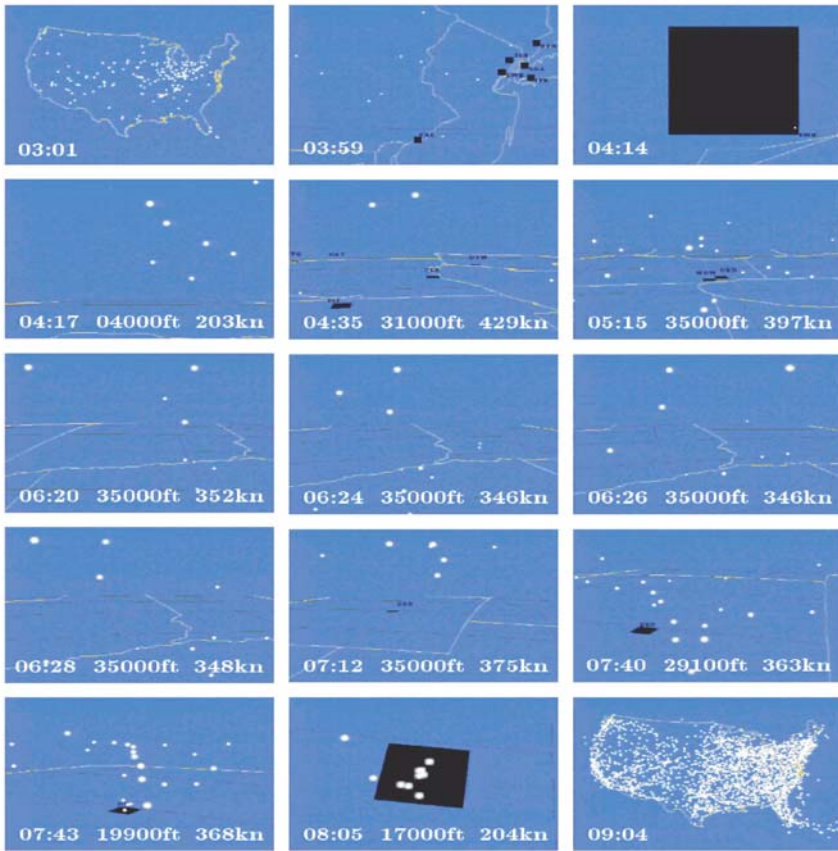 03:01
03:59
04:14
04:17 04000ft 203kn
04:35 31000ft 429kn
05:15 35000ft 397kn
06:20 35000ft 352kn
06:24 35000ft 346kn
06:26 35000ft 346kn
06:28 35000ft 348kn
07:12 35000ft 375kn
07:40 29100ft 363kn
07:43 19900ft 368kn
08:05 17000ft 204kn
09:04